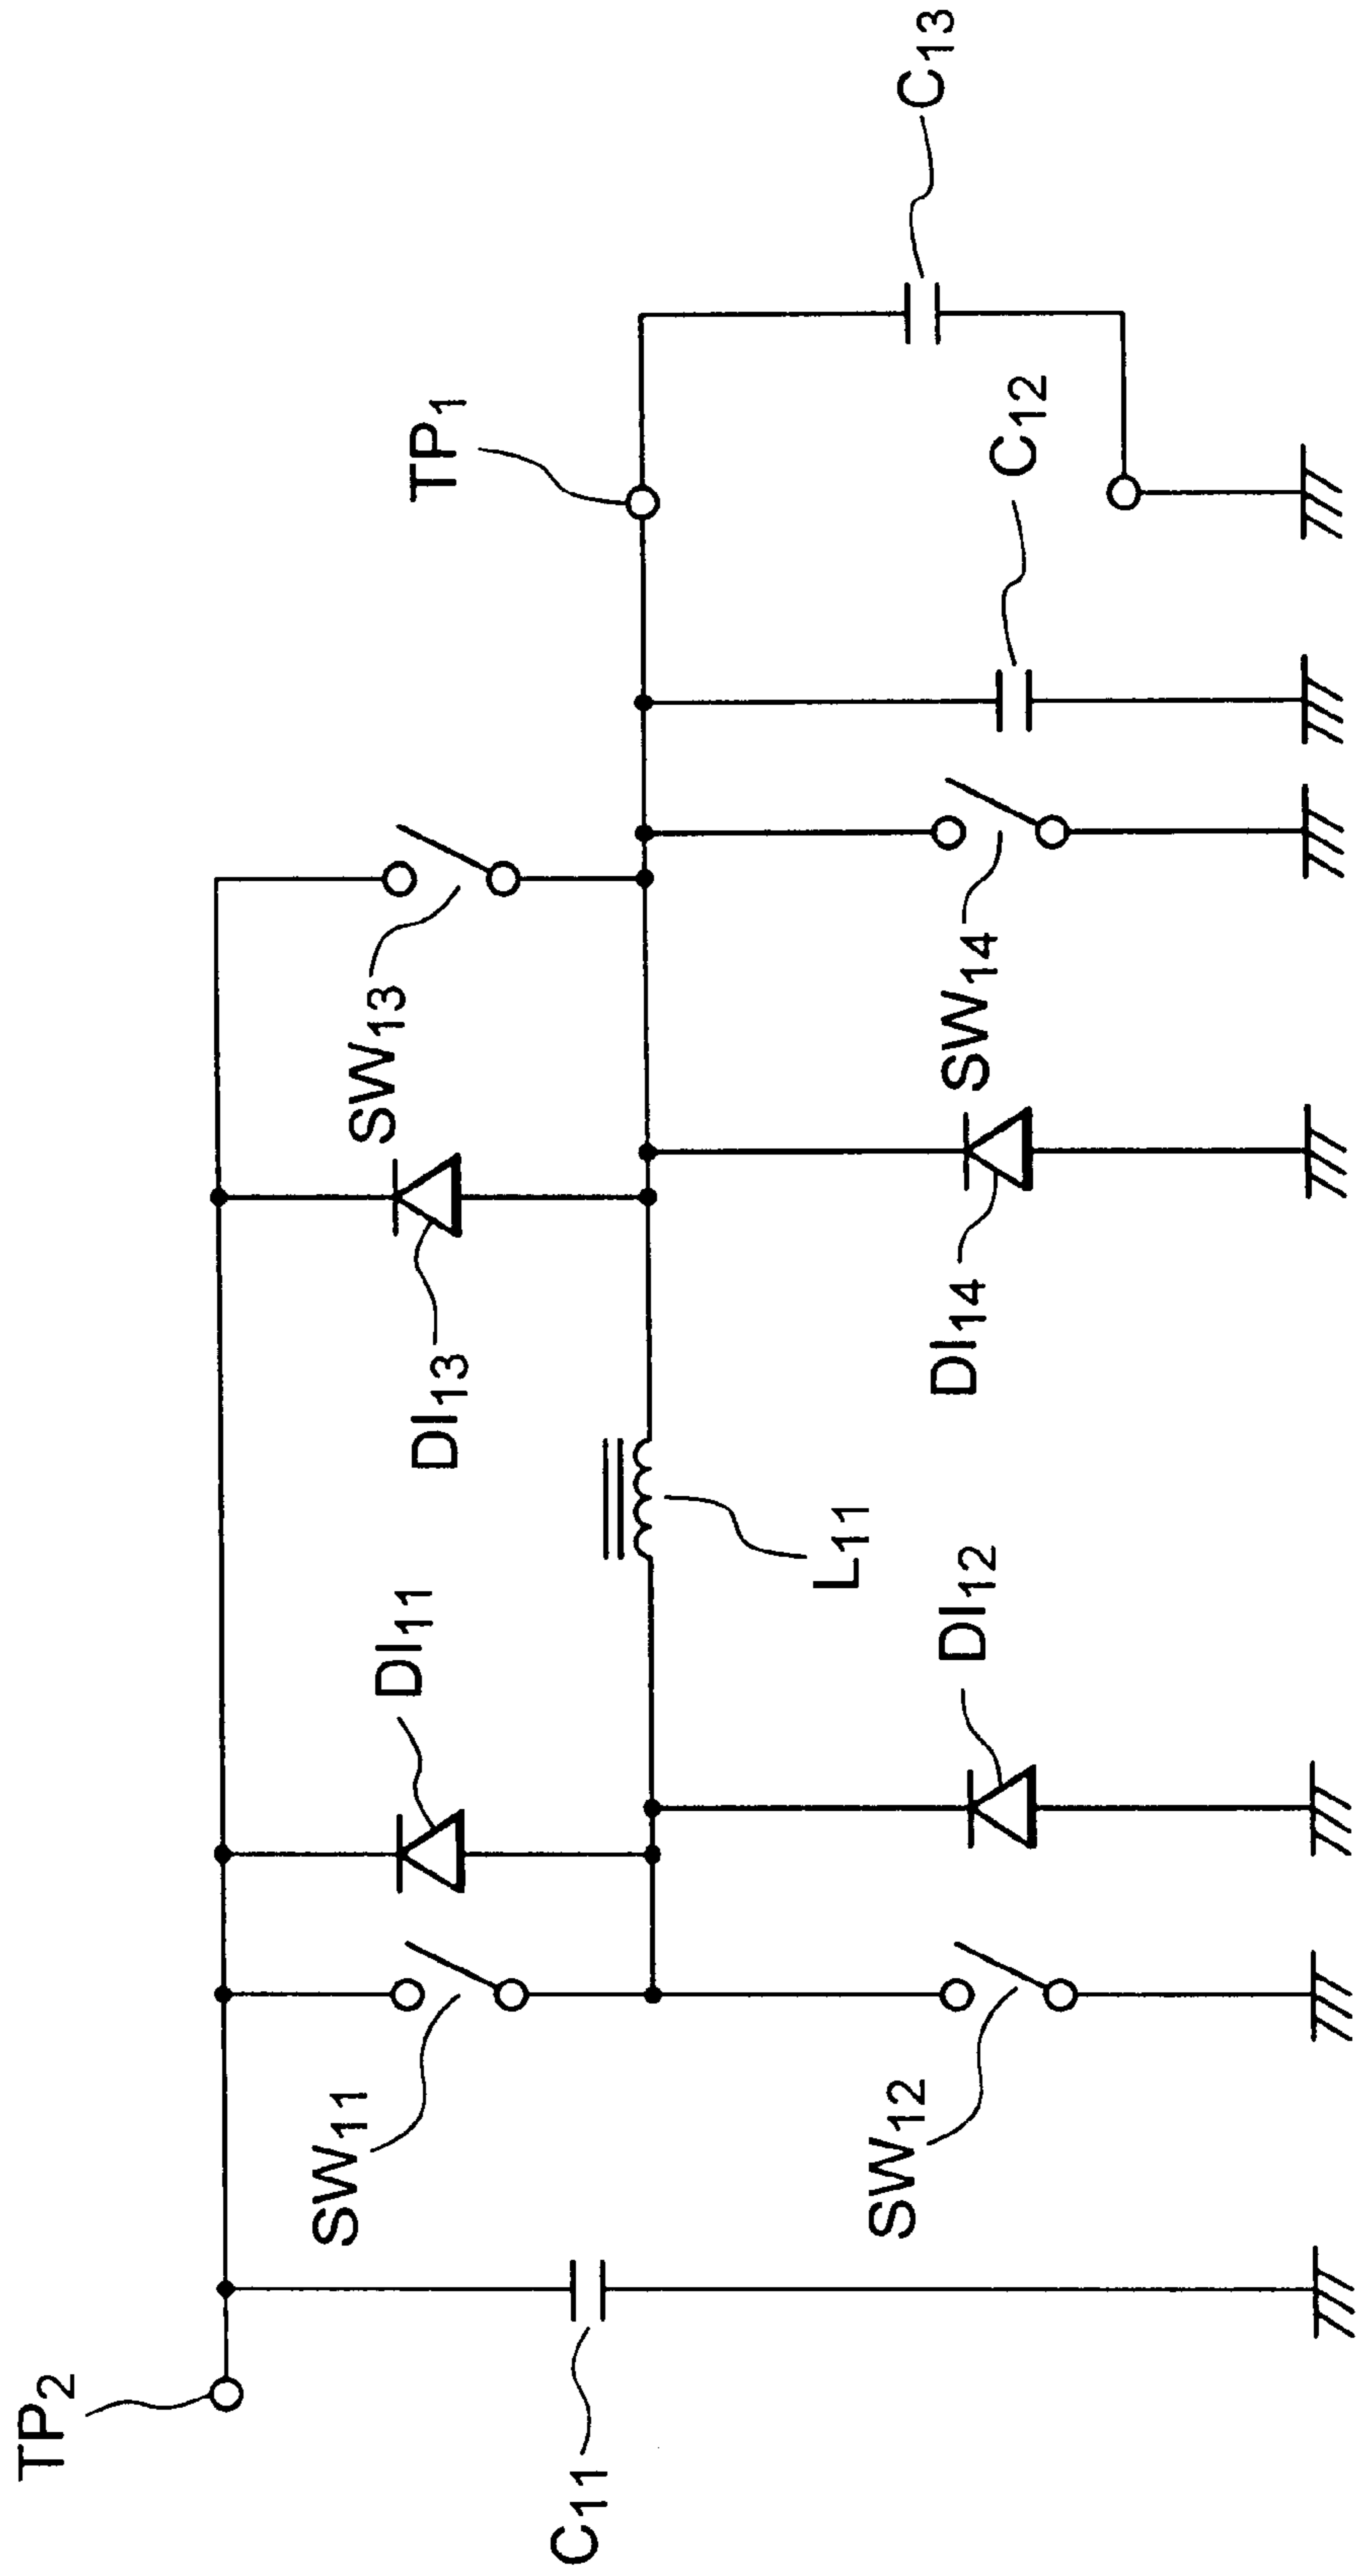 TP₂
C₁₁
SW₁₁
SW₁₂
DI₁₁
DI₁₂
L₁₁
DI₁₃
DI₁₄
SW₁₃
SW₁₄
TP₁
C₁₂
C₁₃